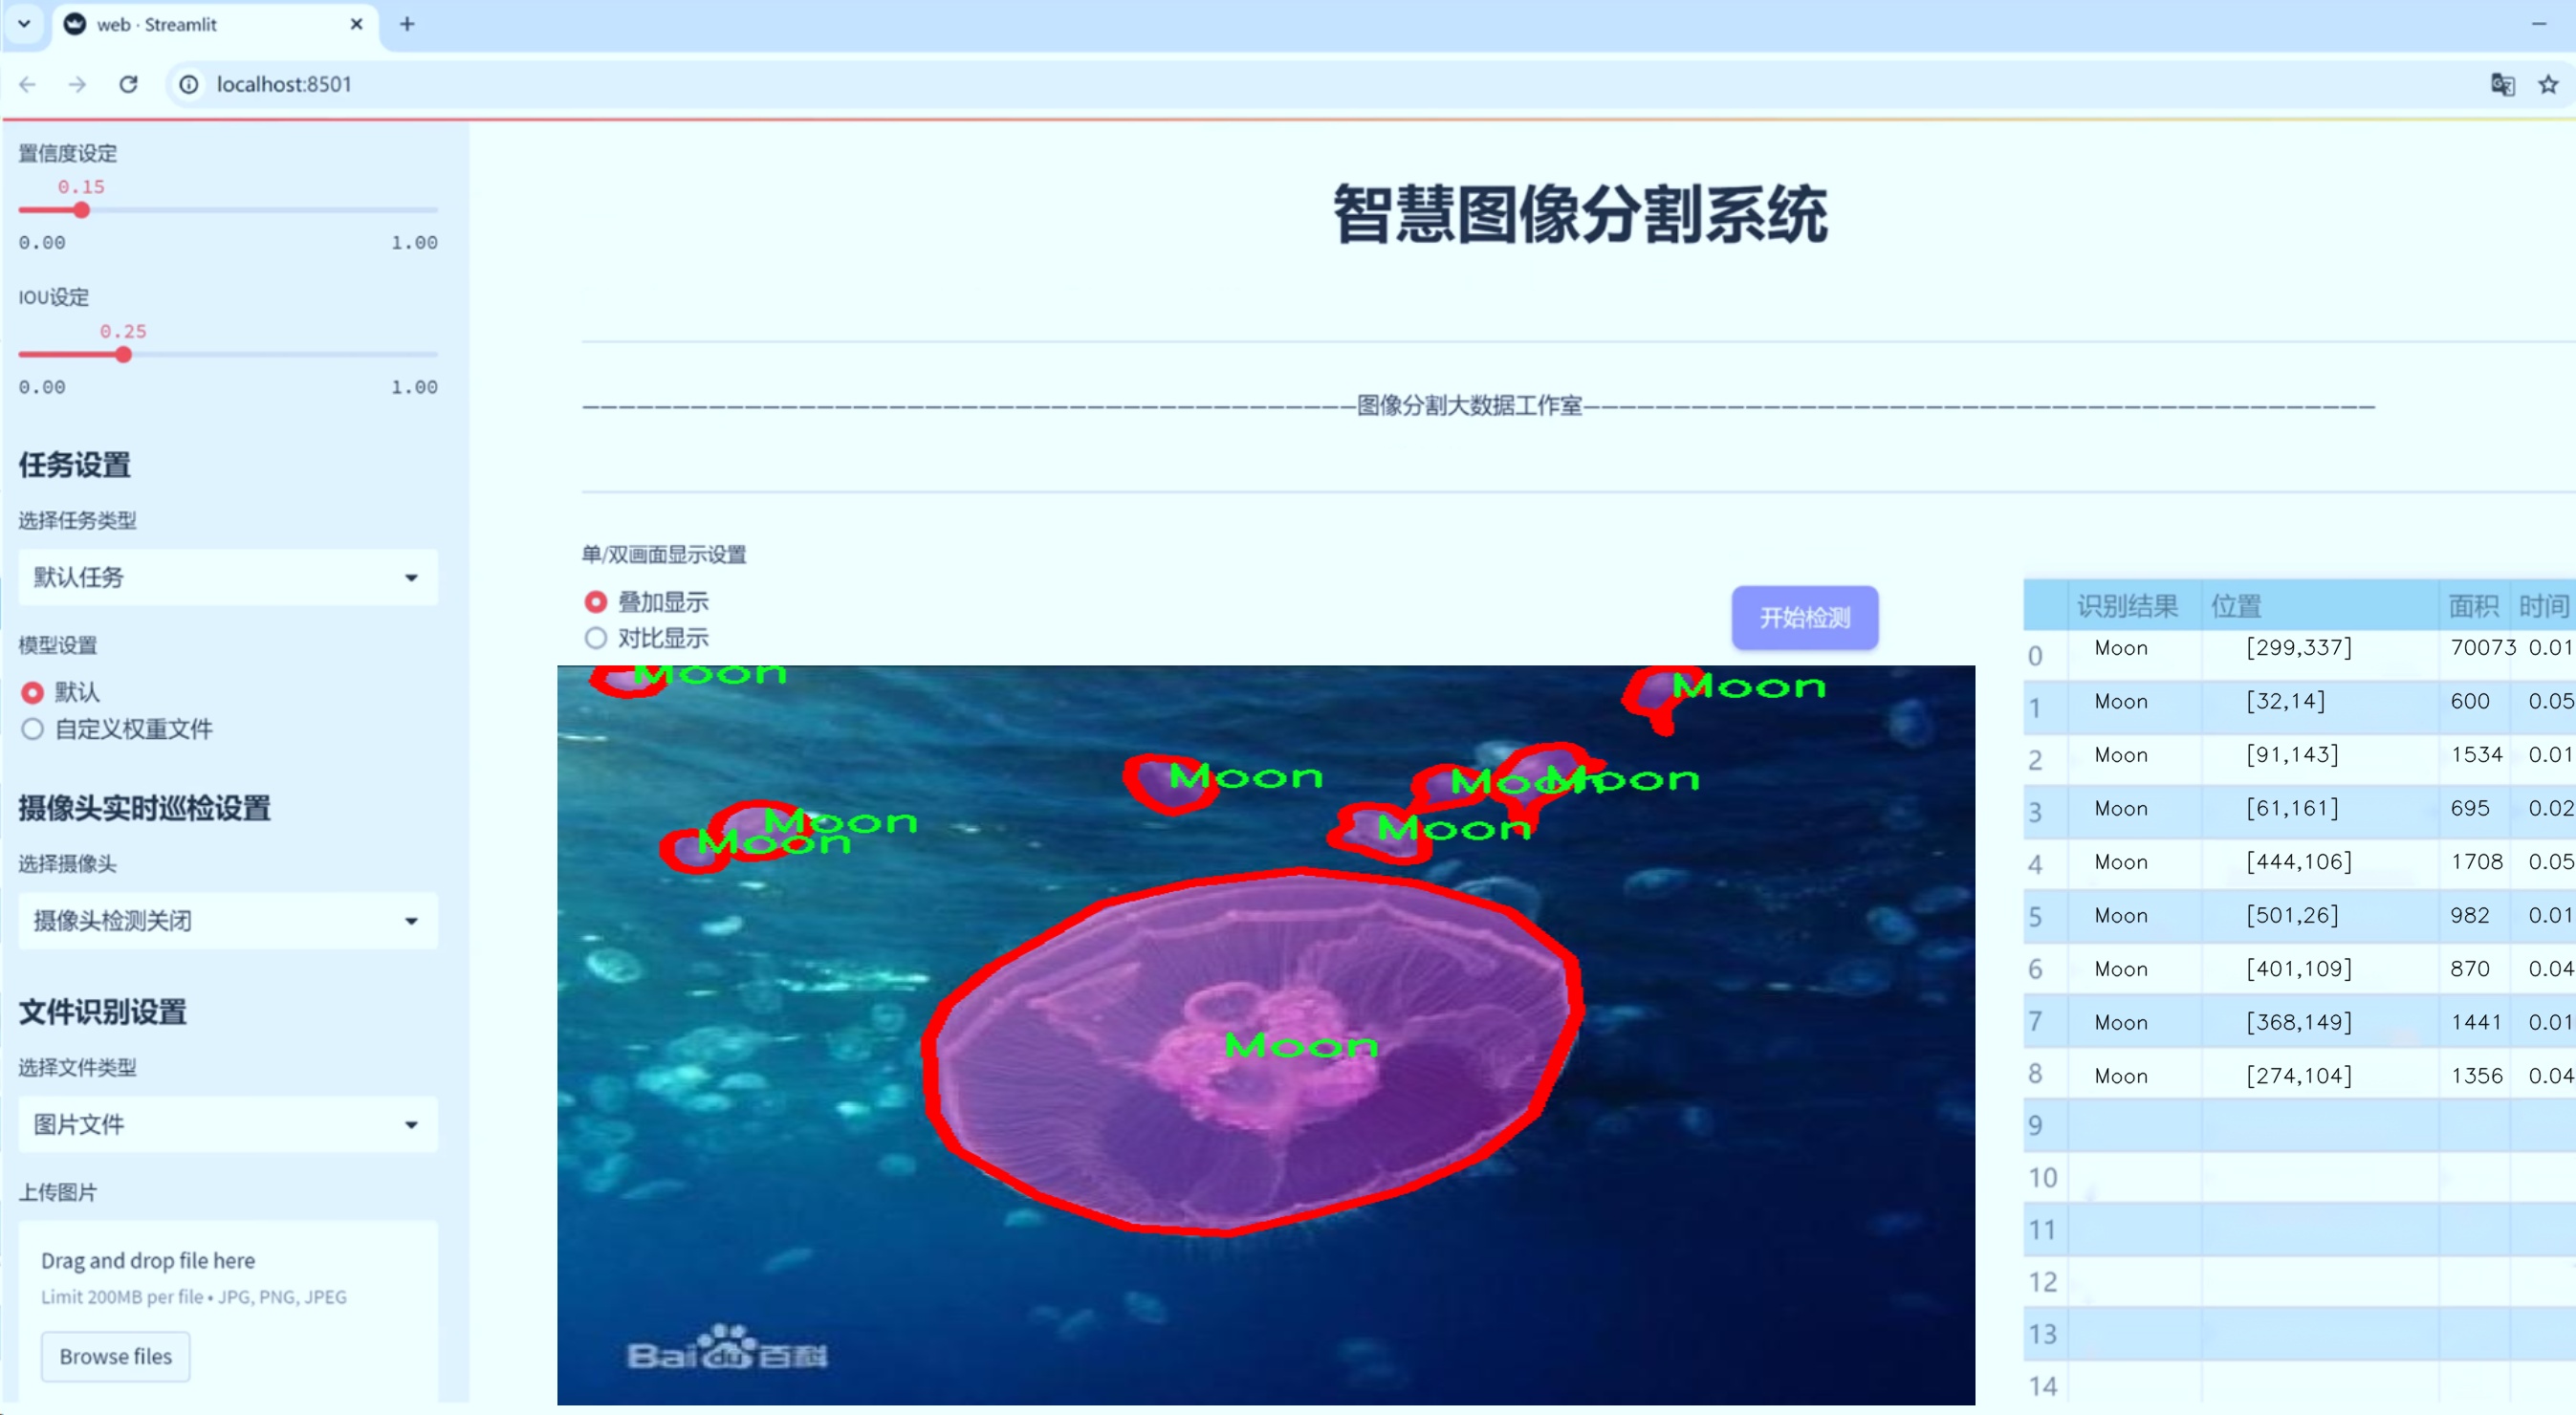 web · Streamlit
localhost:8501
置信度设定
0.15
0.00 1.00
IOU设定
0.25
0.00 1.00
任务设置
选择任务类型
默认任务
模型设置
默认
自定义权重文件
摄像头实时巡检设置
选择摄像头
摄像头检测关闭
文件识别设置
选择文件类型
图片文件
上传图片
Drag and drop file here
Limit 200MB per file • JPG, PNG, JPEG
Browse files
智慧图像分割系统
图像分割大数据工作室
单/双画面显示设置
叠加显示
对比显示
开始检测
Moon
Moon
Moon
Moon
Moon
Moon
Moon
Moon
Moon
Baidu百科
识别结果 位置 面积 时间
0 Moon [299,337] 70073 0.01
1 Moon [32,14] 600 0.05
2 Moon [91,143] 1534 0.01
3 Moon [61,161] 695 0.02
4 Moon [444,106] 1708 0.05
5 Moon [501,26] 982 0.01
6 Moon [401,109] 870 0.04
7 Moon [368,149] 1441 0.01
8 Moon [274,104] 1356 0.04
9
10
11
12
13
14